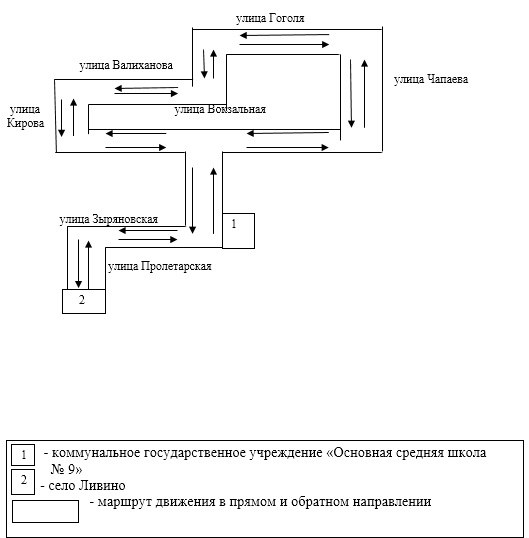 улица Гоголя
улица Валиханова
улица Чапаева
улица
Кирова
улица Вокзальная
улица Зыряновская
1
улица Пролетарская
2
1 - коммунальное государственное учреждение «Основная средняя школа
№ 9»
2 - село Ливино
- маршрут движения в прямом и обратном направлении